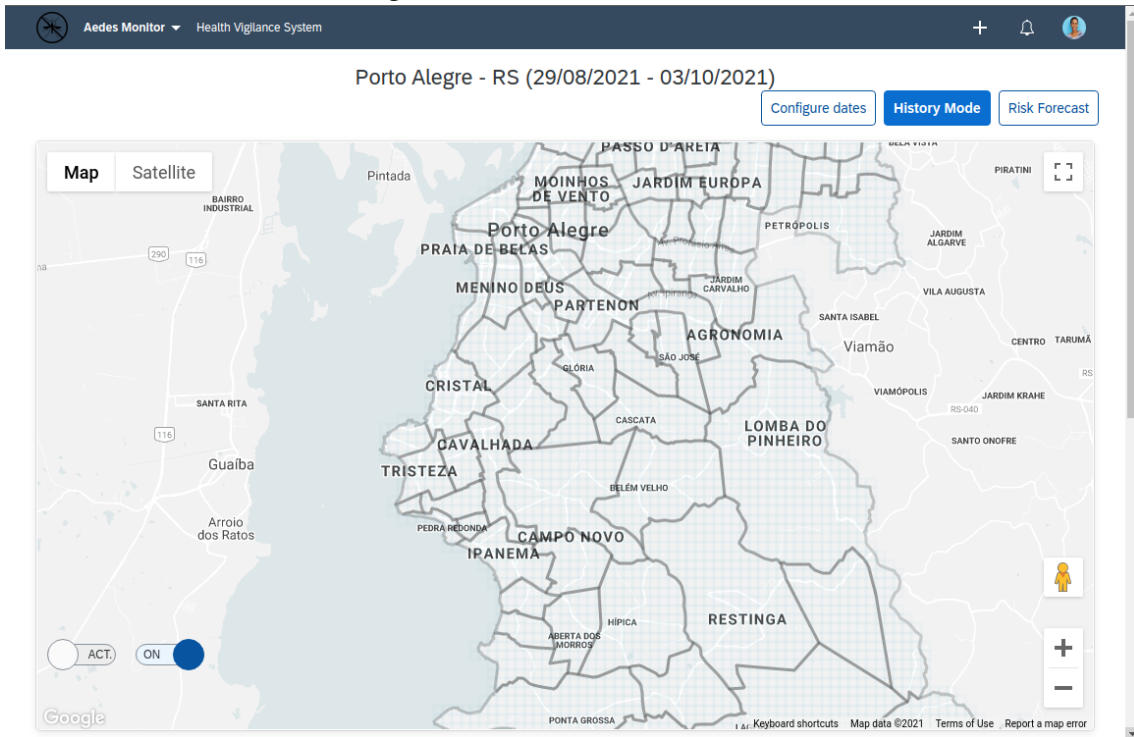 Aedes Monitor Health Vigilance System
Porto Alegre - RS (29/08/2021 - 03/10/2021)
Configure dates History Mode Risk Forecast
Map Satellite
PASSO D'AREIA
BELA VISTA
PIRATINI
Pintada
MOINHOS
DE VENTO
JARDIM EUROPA
BAIRRO
INDUSTRIAL
Porto Alegre
PETRÓPOLIS
JARDIM
ALGARVE
PRAIA DE BELAS
290
116
MENINO DEUS
JARDIM
CARVALHO
VILA AUGUSTA
Av. Ipiranga
PARTENON
SANTA ISABEL
AGRONOMIA
Viamão
CENTRO
TARUMÃ
SÃO JOSÉ
GLÓRIA
RS
CRISTAL
VIAMÓPOLIS
JARDIM KRAHE
SANTA RITA
RS-040
CASCATA
LOMBA DO
PINHEIRO
116
CAVALHADA
SANTO ONOFRE
Guaíba
TRISTEZA
BELÉM VELHO
Arroio
dos Ratos
PEDRA REDONDA
CAMPO NOVO
IPANEMA
HÍPICA
RESTINGA
ABERTA DOS
MORROS
ACT.
ON
Google
PONTA GROSSA
Keyboard shortcuts Map data ©2021 Terms of Use Report a map error